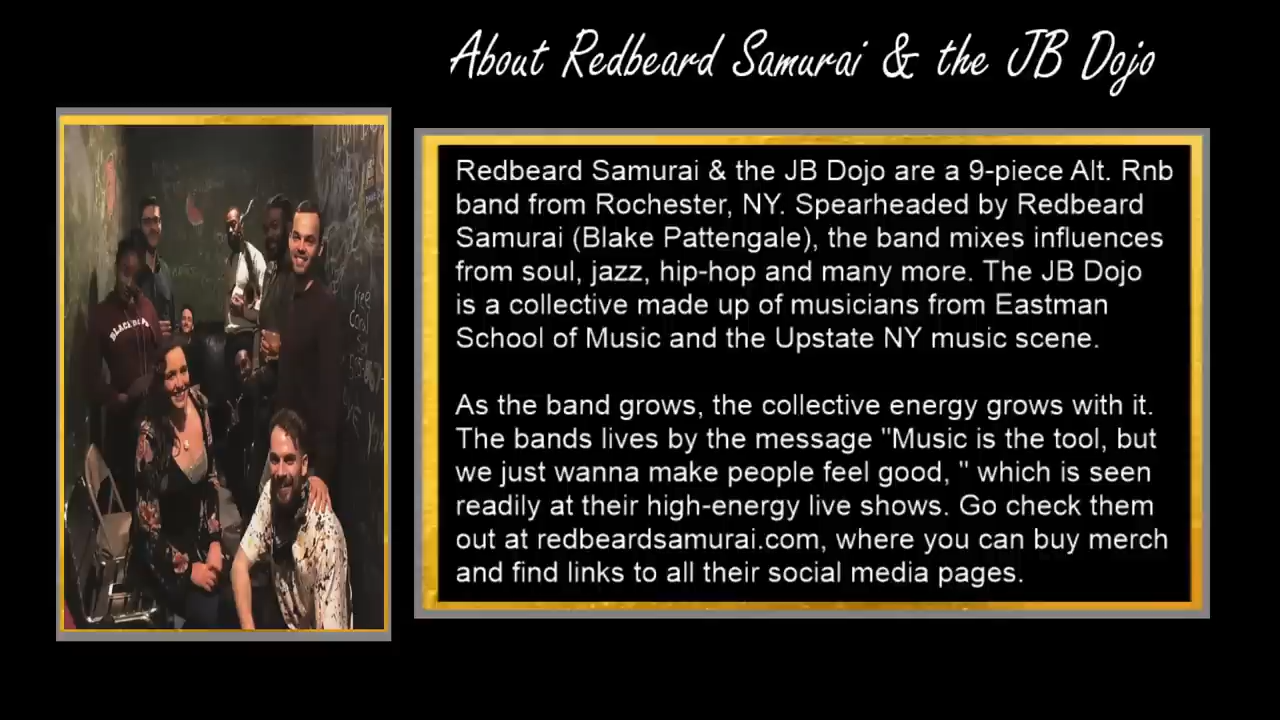 About Redbeard Samurai & the JB Dojo
Redbeard Samurai & the JB Dojo are a 9-piece Alt. Rnb
band from Rochester, NY. Spearheaded by Redbeard
Samurai (Blake Pattengale), the band mixes influences
from soul, jazz, hip-hop and many more. The JB Dojo
is a collective made up of musicians from Eastman
School of Music and the Upstate NY music scene.
As the band grows, the collective energy grows with it.
The bands lives by the message "Music is the tool, but
we just wanna make people feel good, " which is seen
readily at their high-energy live shows. Go check them
out at redbeardsamurai.com, where you can buy merch
and find links to all their social media pages.